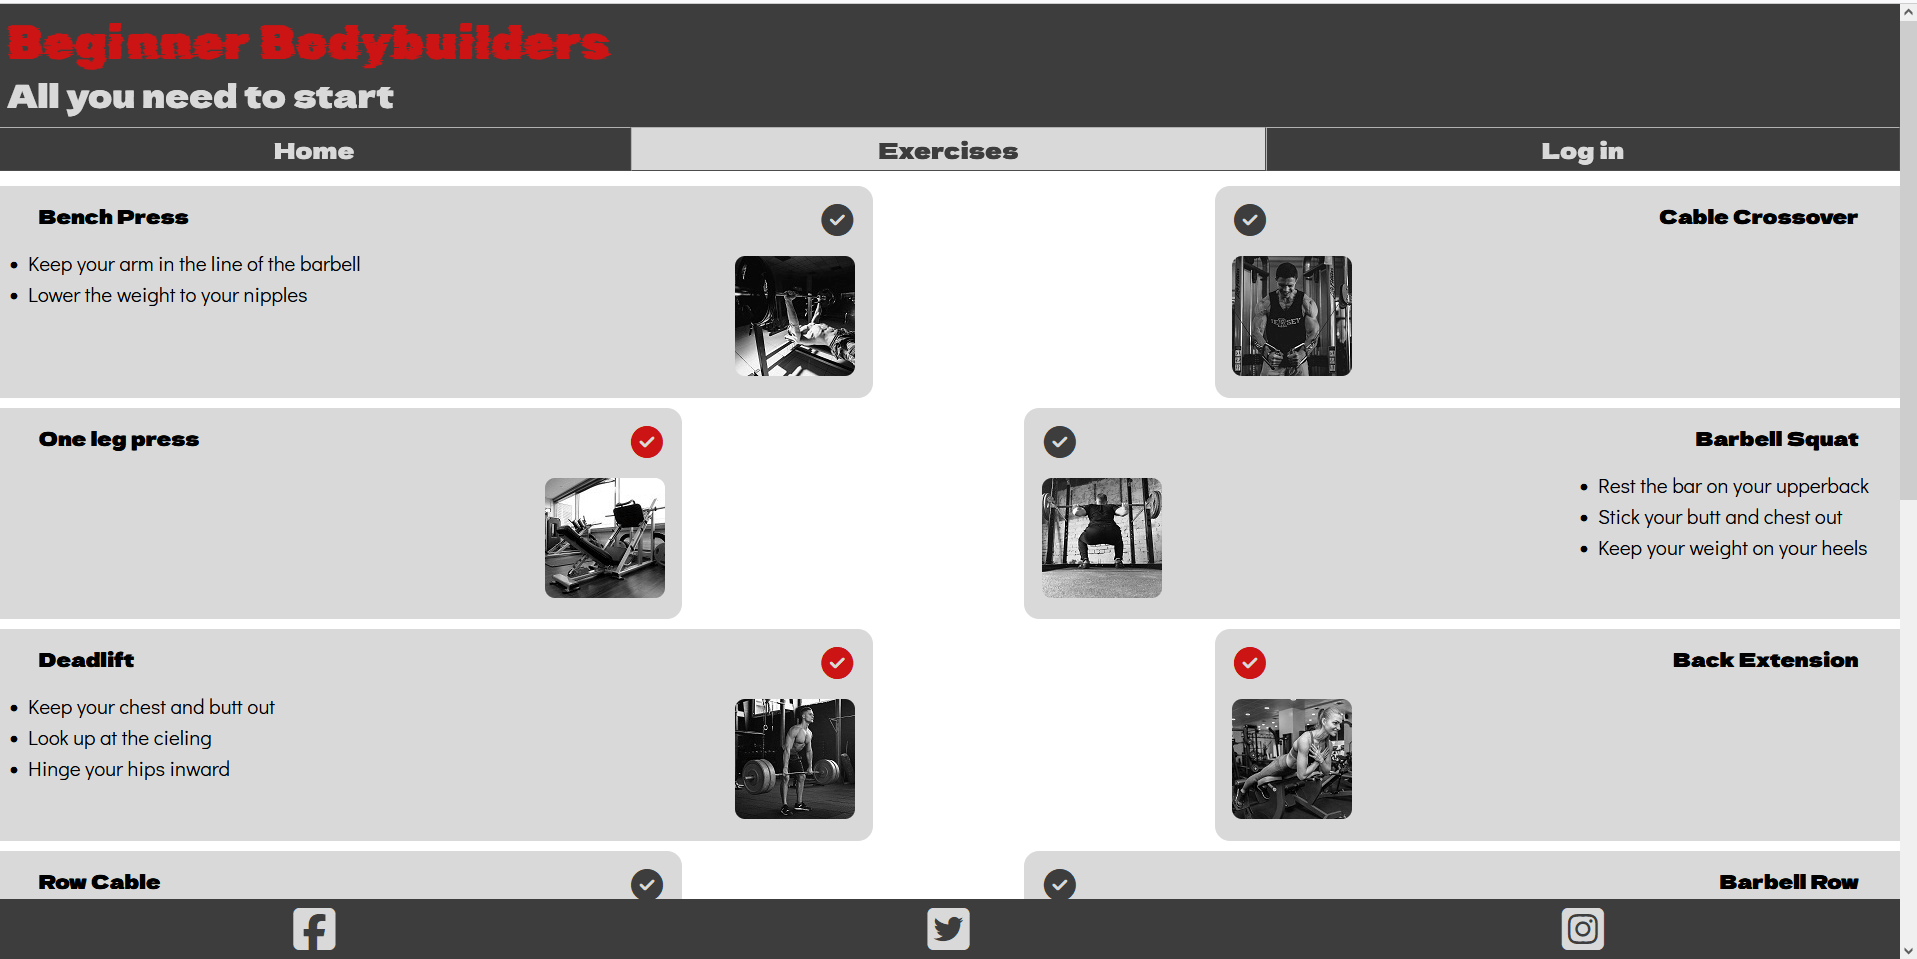 Beginner Bodybuilders
All you need to start
Home
Exercises
Log in
Bench Press
Keep your arm in the line of the barbell
Lower the weight to your nipples
Cable Crossover
One leg press
Barbell Squat
Rest the bar on your upperback
Stick your butt and chest out
Keep your weight on your heels
Deadlift
Keep your chest and butt out
Look up at the cieling
Hinge your hips inward
Back Extension
Row Cable
Barbell Row